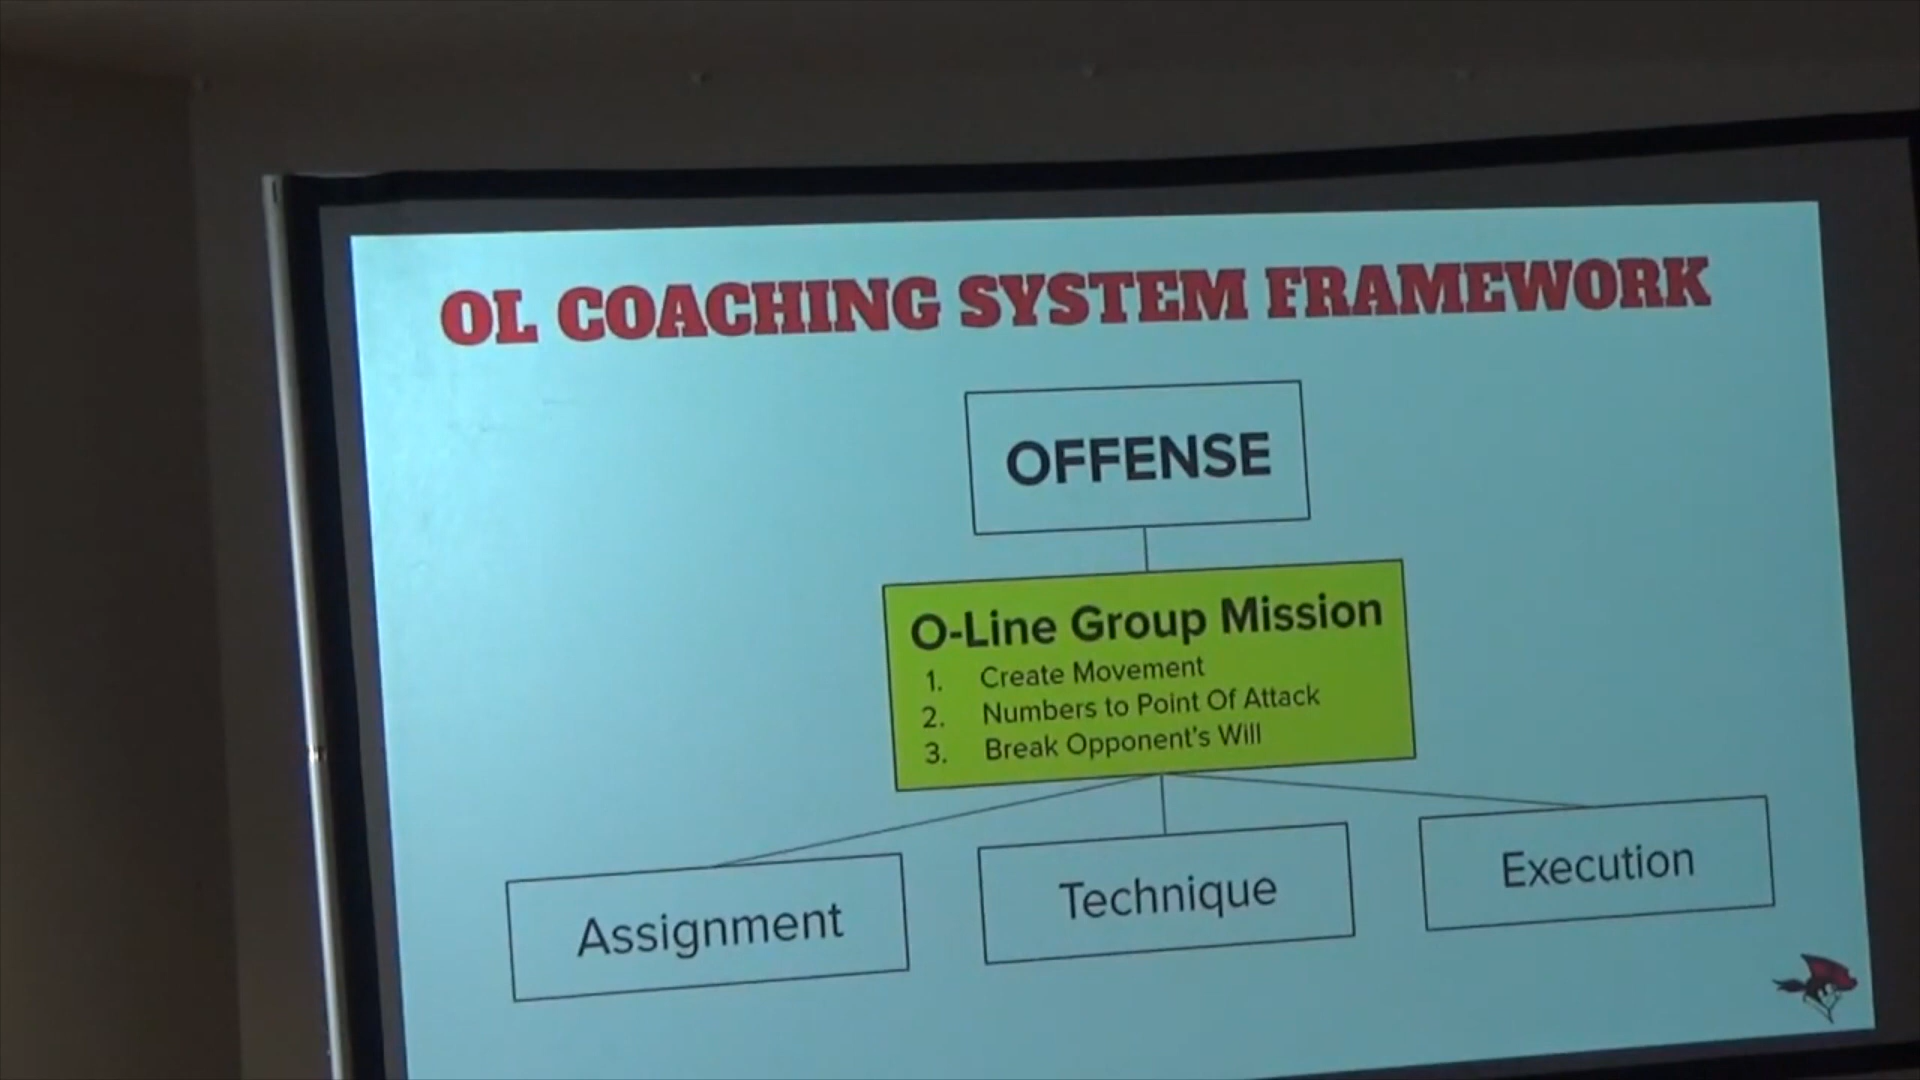 OL COACHING SYSTEM FRAMEWORK
OFFENSE
O-Line Group Mission
1. Create Movement
2. Numbers to Point Of Attack
3. Break Opponent's Will
Assignment
Technique
Execution